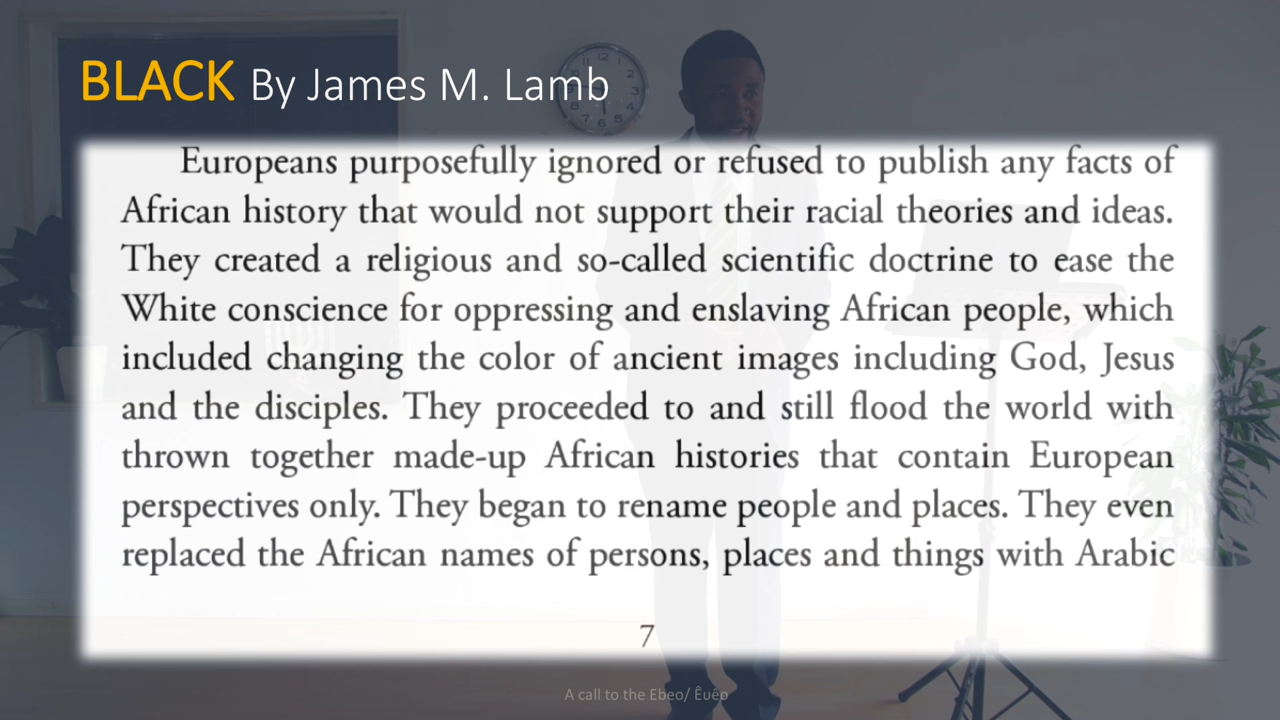 BLACK By James M. Lamb
Europeans purposefully ignored or refused to publish any facts of
African history that would not support their racial theories and ideas.
They created a religious and so-called scientific doctrine to ease the
White conscience for oppressing and enslaving African people, which
included changing the color of ancient images including God, Jesus
and the disciples. They proceeded to and still flood the world with
thrown together made-up African histories that contain European
perspectives only. They began to rename people and places. They even
replaced the African names of persons, places and things with Arabic
7
A call to the Ebeo/ Êʋêo